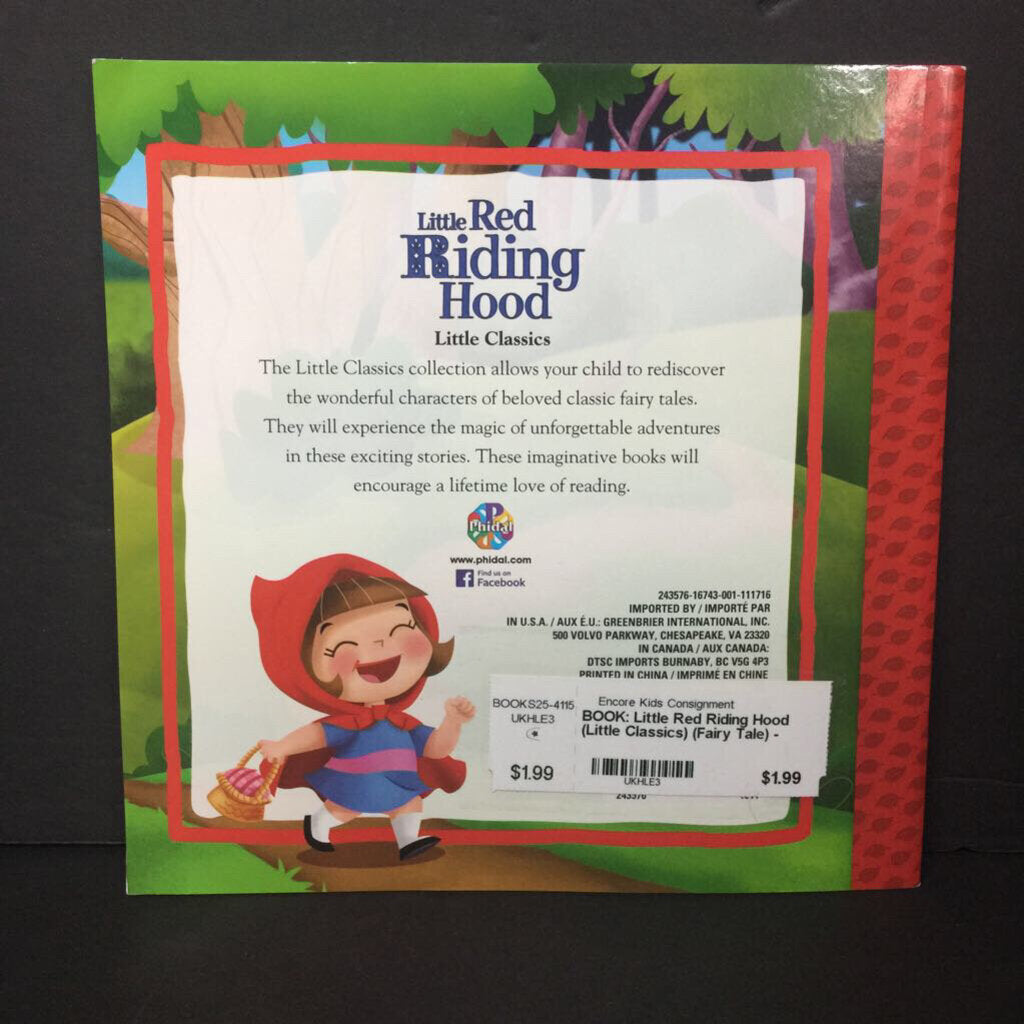 Little Red
Riding
Hood
Little Classics
The Little Classics collection allows your child to rediscover
the wonderful characters of beloved classic fairy tales.
They will experience the magic of unforgettable adventures
in these exciting stories. These imaginative books will
encourage a lifetime love of reading.
P
Phidal
www.phidal.com
f Find us on
Facebook
243576-16743-001-111716
IMPORTED BY / IMPORTÉ PAR
IN U.S.A. / AUX É.U.: GREENBRIER INTERNATIONAL, INC.
500 VOLVO PARKWAY, CHESAPEAKE, VA 23320
IN CANADA / AUX CANADA:
DTSC IMPORTS BURNABY, BC V5G 4P3
PRINTED IN CHINA / IMPRIMÉ EN CHINE
BOOKS25-4115
UKHLE3
$1.99
Encore Kids Consignment
BOOK: Little Red Riding Hood
(Little Classics) (Fairy Tale) -
UKHLE3
$1.99
243576